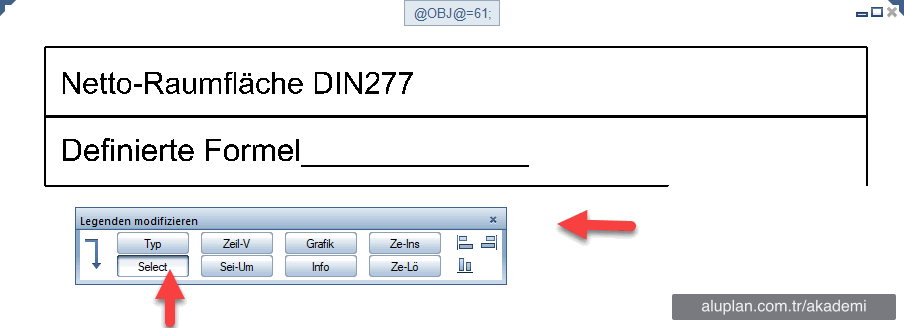 @OBJ@=61;
Netto-Raumfläche DIN277
Definierte Formel______________
Legenden modifizieren
Typ Zeil-V Grafik Ze-Ins
Select Sei-Um Info Ze-Lö
aluplan.com.tr/akademi